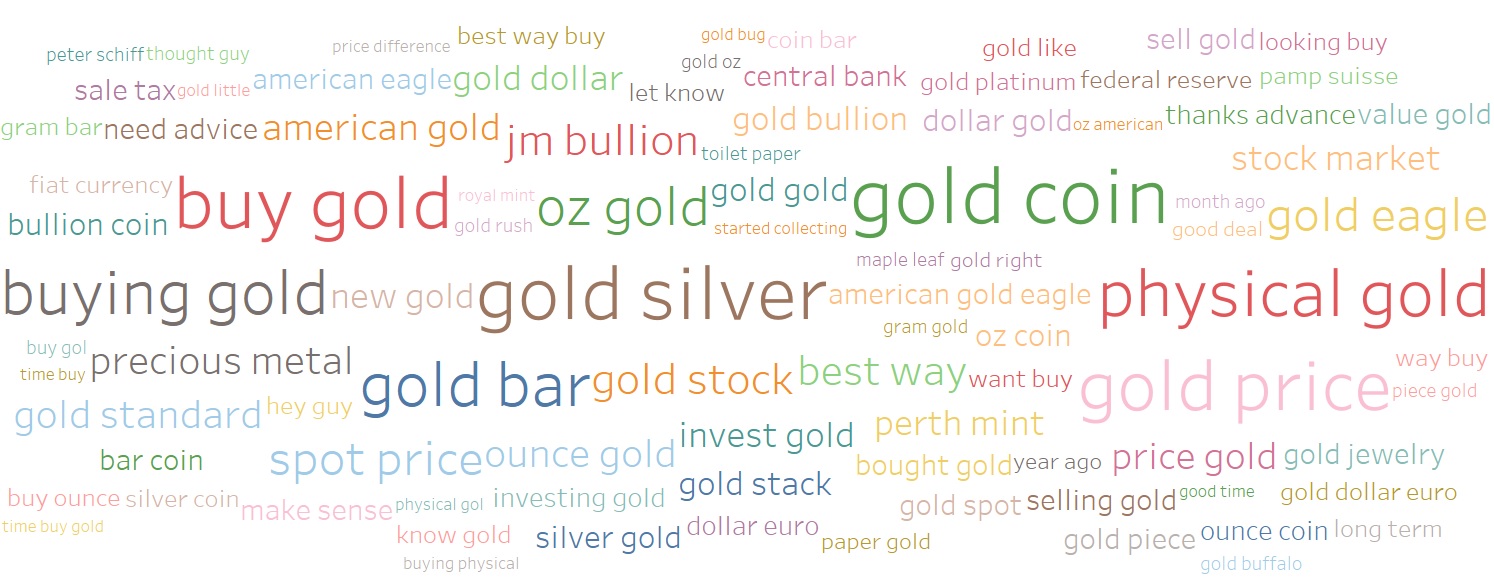 peter schiff
thought guy
price difference
best way buy
gold bug
coin bar
gold like
sell gold
looking buy
sale tax
gold little
american eagle
gold dollar
let know
gold oz
central bank
gold platinum
federal reserve
pamp suisse
gram bar
need advice
american gold
jm bullion
gold bullion
dollar gold
oz american
thanks advance
value gold
toilet paper
stock market
fiat currency
buy gold
royal mint
oz gold
gold gold
gold coin
month ago
gold eagle
bullion coin
gold rush
started collecting
good deal
maple leaf
gold right
buying gold
new gold
gold silver
american gold eagle
physical gold
gram gold
oz coin
buy gol
time buy
precious metal
gold bar
gold stock
best way
want buy
gold price
way buy
piece gold
gold standard
hey guy
invest gold
perth mint
bar coin
spot price
ounce gold
bought gold
year ago
price gold
gold jewelry
buy ounce
silver coin
make sense
physical gol
investing gold
gold stack
gold spot
selling gold
good time
gold dollar euro
time buy gold
know gold
silver gold
dollar euro
paper gold
gold piece
ounce coin
long term
buying physical
gold buffalo